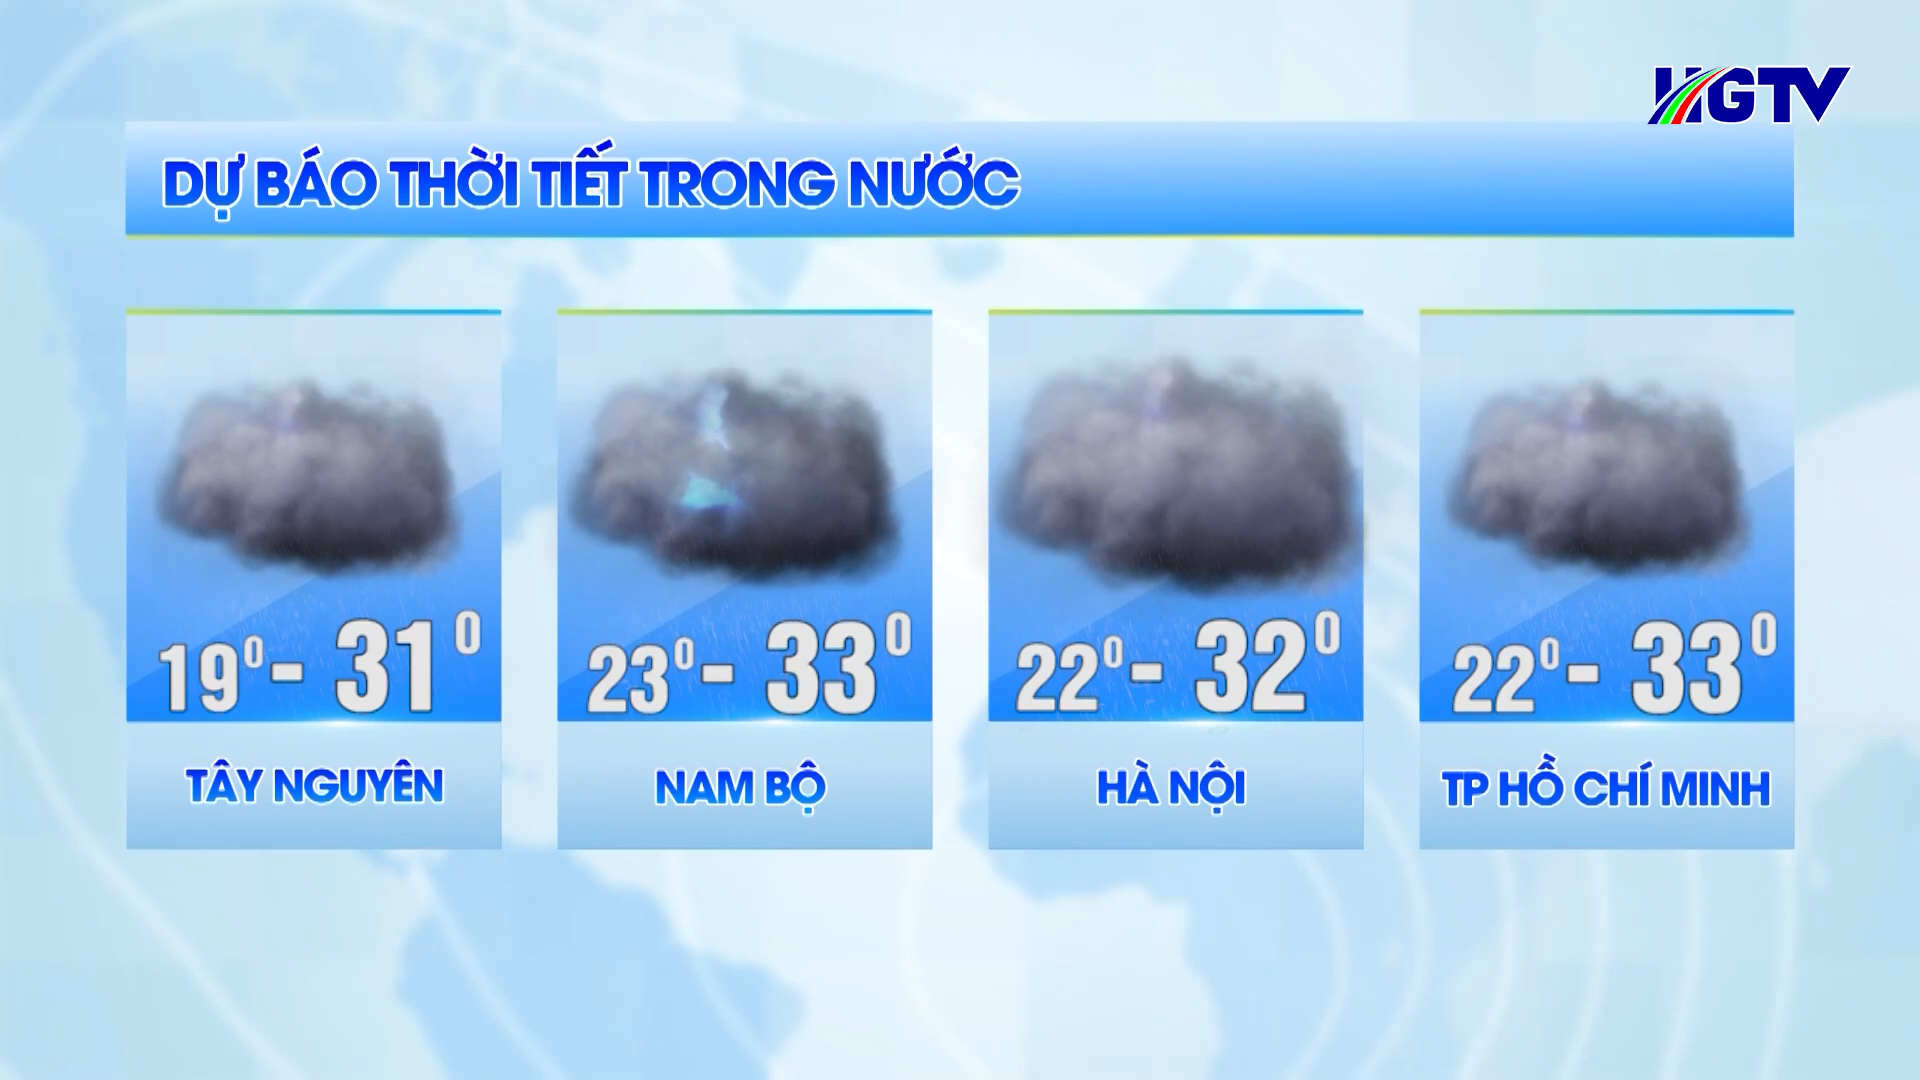 HGTV
DỰ BÁO THỜI TIẾT TRONG NƯỚC
19⁰- 31⁰
TÂY NGUYÊN
23⁰- 33⁰
NAM BỘ
22⁰- 32⁰
HÀ NỘI
22⁰- 33⁰
TP HỒ CHÍ MINH